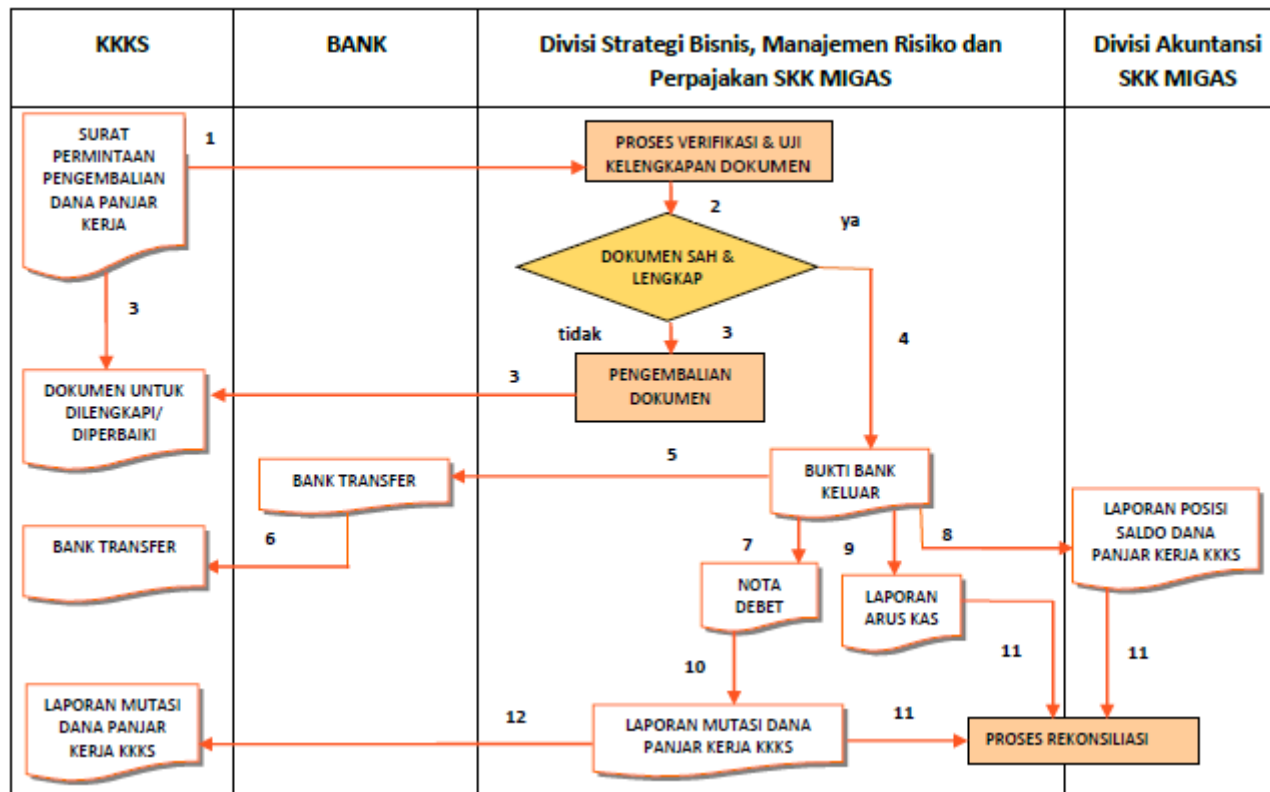 KKKS
BANK
Divisi Strategi Bisnis, Manajemen Risiko dan
Perpajakan SKK MIGAS
Divisi Akuntansi
SKK MIGAS
SURAT
PERMINTAAN
PENGEMBALIAN
DANA PANJAR
KERJA
1
PROSES VERIFIKASI & UJI
KELENGKAPAN DOKUMEN
2
ya
DOKUMEN SAH &
LENGKAP
3
tidak
3
4
DOKUMEN UNTUK
DILENGKAPI/
DIPERBAIKI
3
PENGEMBALIAN
DOKUMEN
5
BANK TRANSFER
BUKTI BANK
KELUAR
BANK TRANSFER
6
7
9
8
LAPORAN POSISI
SALDO DANA
PANJAR KERJA KKKS
NOTA
DEBET
LAPORAN
ARUS KAS
10
11
11
LAPORAN MUTASI
DANA PANJAR
KERJA KKKS
12
LAPORAN MUTASI DANA
PANJAR KERJA KKKS
11
PROSES REKONSILIASI